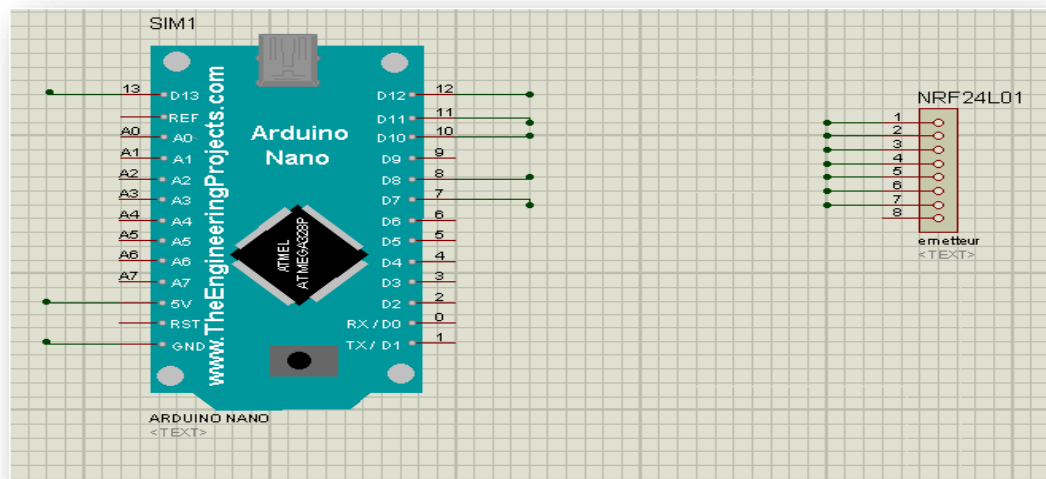 SIM1
www.TheEngineeringProjects.com
Arduino
Nano
ATMEL
ATMEGA328P
13 D13
REF
A0 A0
A1 A1
A2 A2
A3 A3
A4 A4
A5 A5
A6 A6
A7 A7
5V
RST
GND
D12 12
D11 11
D10 10
D9 9
D8 8
D7 7
D6 6
D5 5
D4 4
D3 3
D2 2
RX / D0 0
TX / D1 1
ARDUINO NANO
<TEXT>
NRF24L01
1
2
3
4
5
6
7
8
emetteur
<TEXT>